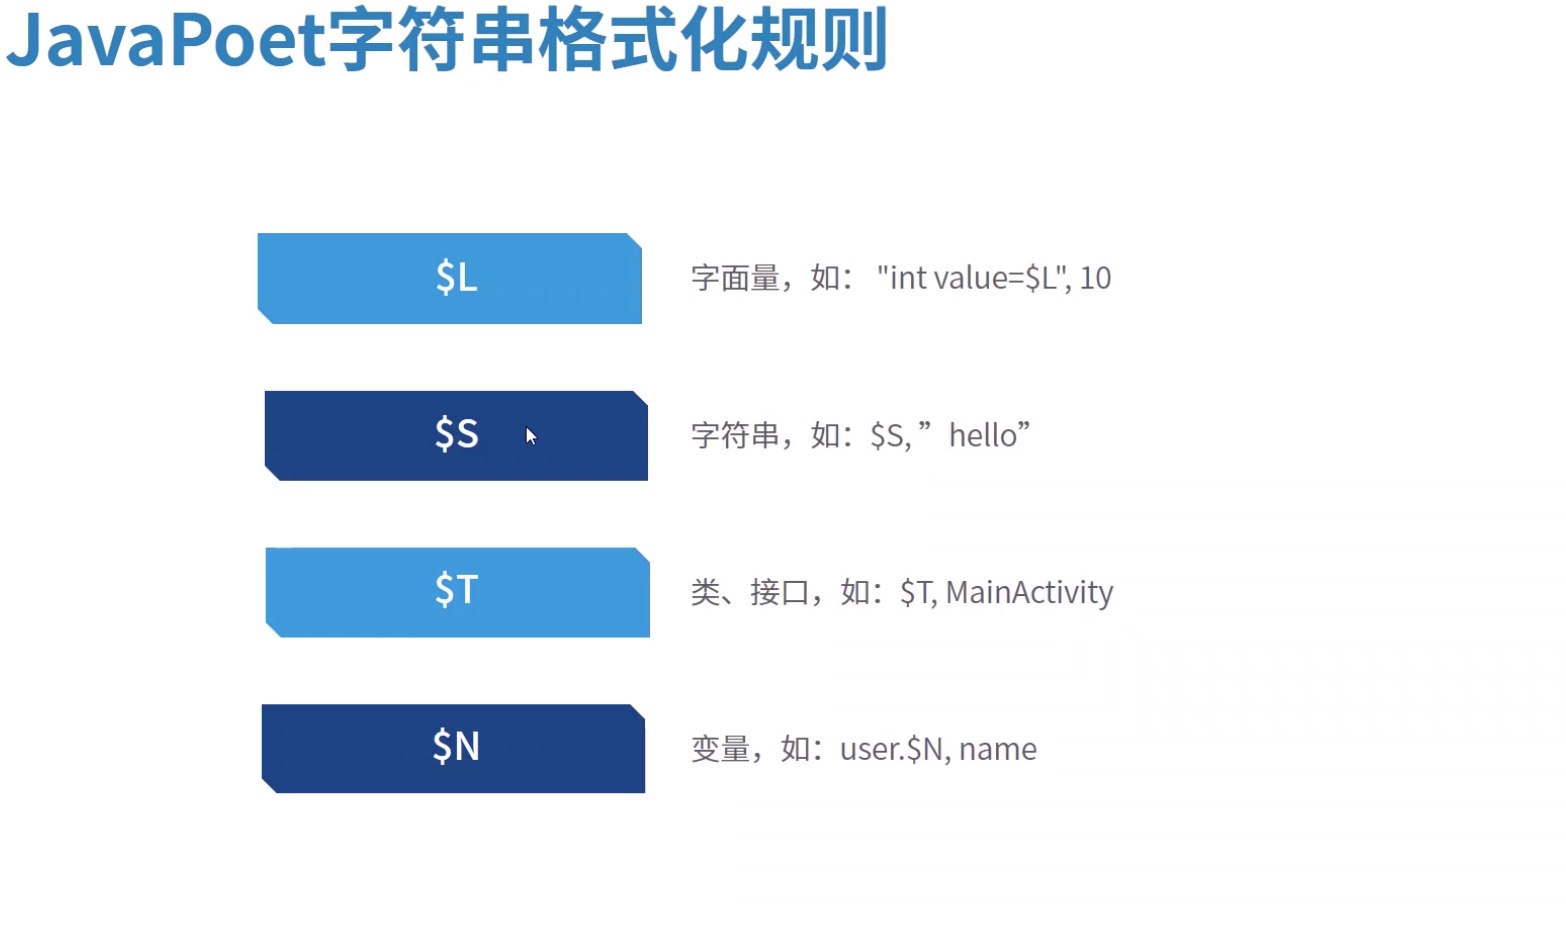 JavaPoet字符串格式化规则
$L
字面量，如： "int value=$L", 10
$S
字符串，如：$S, ”hello”
$T
类、接口，如：$T, MainActivity
$N
变量，如：user.$N, name